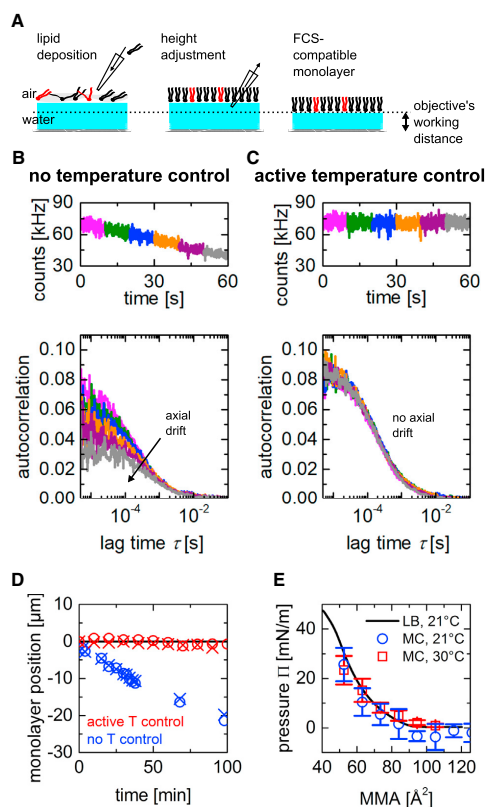 A
lipid
deposition
height
adjustment
FCS-
compatible
monolayer
air
water
objective's
working
distance
B
no temperature control
C
active temperature control
counts [kHz]
90
60
30
0
30
60
time [s]
counts [kHz]
90
60
30
0
30
60
time [s]
autocorrelation
0.10
0.08
0.06
0.04
0.02
0.00
axial
drift
10⁻⁴
10⁻²
lag time τ [s]
autocorrelation
0.10
0.08
0.06
0.04
0.02
0.00
no axial
drift
10⁻⁴
10⁻²
lag time τ [s]
D
monolayer position [µm]
10
0
-10
-20
-30
active T control
no T control
0
50
100
time [min]
E
pressure Π [mN/m]
40
20
0
LB, 21°C
MC, 21°C
MC, 30°C
40
60
80
100
120
MMA [Å²]